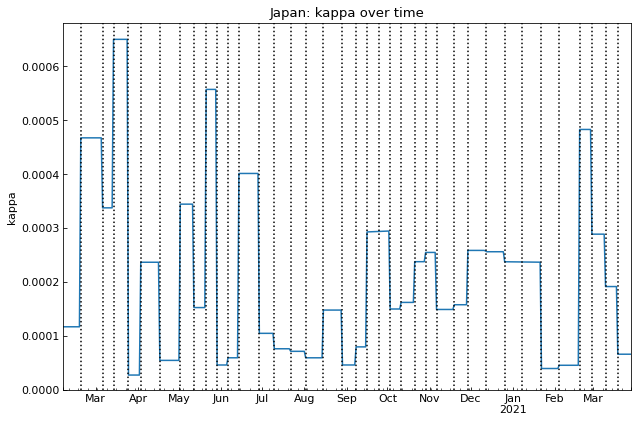 Japan: kappa over time
kappa
0.0006
0.0005
0.0004
0.0003
0.0002
0.0001
0.0000
Mar Apr May Jun Jul Aug Sep Oct Nov Dec Jan Feb Mar
2021